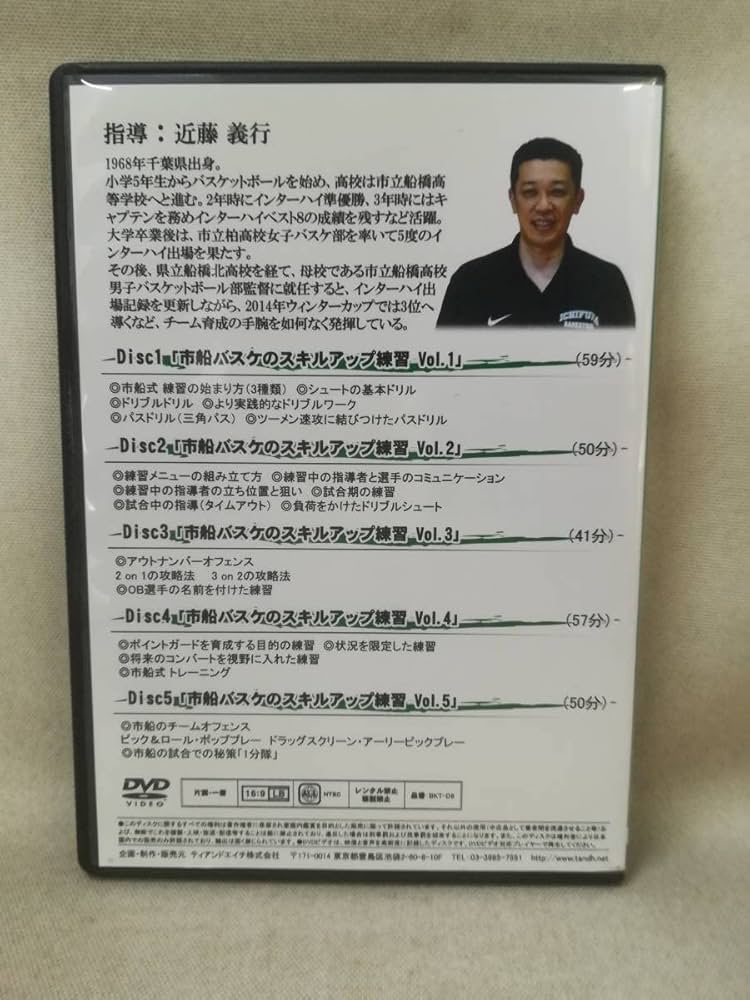 指導：近藤 義行
1968年千葉県出身。
小学5年生からバスケットボールを始め、高校は市立船橋高
等学校へと進む。2年時にインターハイ準優勝、3年時にはキ
ャプテンを務めインターハイベスト8の成績を残すなど活躍。
大学卒業後は、市立柏高校女子バスケ部を率いて5度のイ
ンターハイ出場を果たす。
その後、県立船橋北高校を経て、母校である市立船橋高校
男子バスケットボール部監督に就任すると、インターハイ出
場記録を更新しながら、2014年ウィンターカップでは3位へ
導くなど、チーム育成の手腕を如何なく発揮している。
Disc1「市船バスケのスキルアップ練習 Vol.1」 (59分)
◎市船式 練習の始まり方(3種類) ◎シュートの基本ドリル
◎ドリブルドリル ◎より実践的なドリブルワーク
◎パスドリル(三角パス) ◎ツーメン速攻に結びつけたパスドリル
Disc2「市船バスケのスキルアップ練習 Vol.2」 (50分)
◎練習メニューの組み立て方 ◎練習中の指導者と選手のコミュニケーション
◎練習中の指導者の立ち位置と狙い ◎試合期の練習
◎試合中の指導(タイムアウト) ◎負荷をかけたドリブルシュート
Disc3「市船バスケのスキルアップ練習 Vol.3」 (41分)
◎アウトナンバーオフェンス
2 on 1の攻略法 3 on 2の攻略法
◎OB選手の名前を付けた練習
Disc4「市船バスケのスキルアップ練習 Vol.4」 (57分)
◎ポイントガードを育成する目的の練習 ◎状況を限定した練習
◎将来のコンバートを視野に入れた練習
◎市船式 トレーニング
Disc5「市船バスケのスキルアップ練習 Vol.5」 (50分)
◎市船のチームオフェンス
ピック＆ロール・ポッププレー ドラッグスクリーン・アーリーピックプレー
◎市船の試合での秘策「1分隊」
DVD VIDEO 片面・一層 16:9 LB ALL NTSC レンタル禁止 複製禁止 品番
企画・制作・販売元 ティアンドエイチ株式会社 〒171-0014 東京都豊島区池袋2-60-6-10F http://www.tandh.net